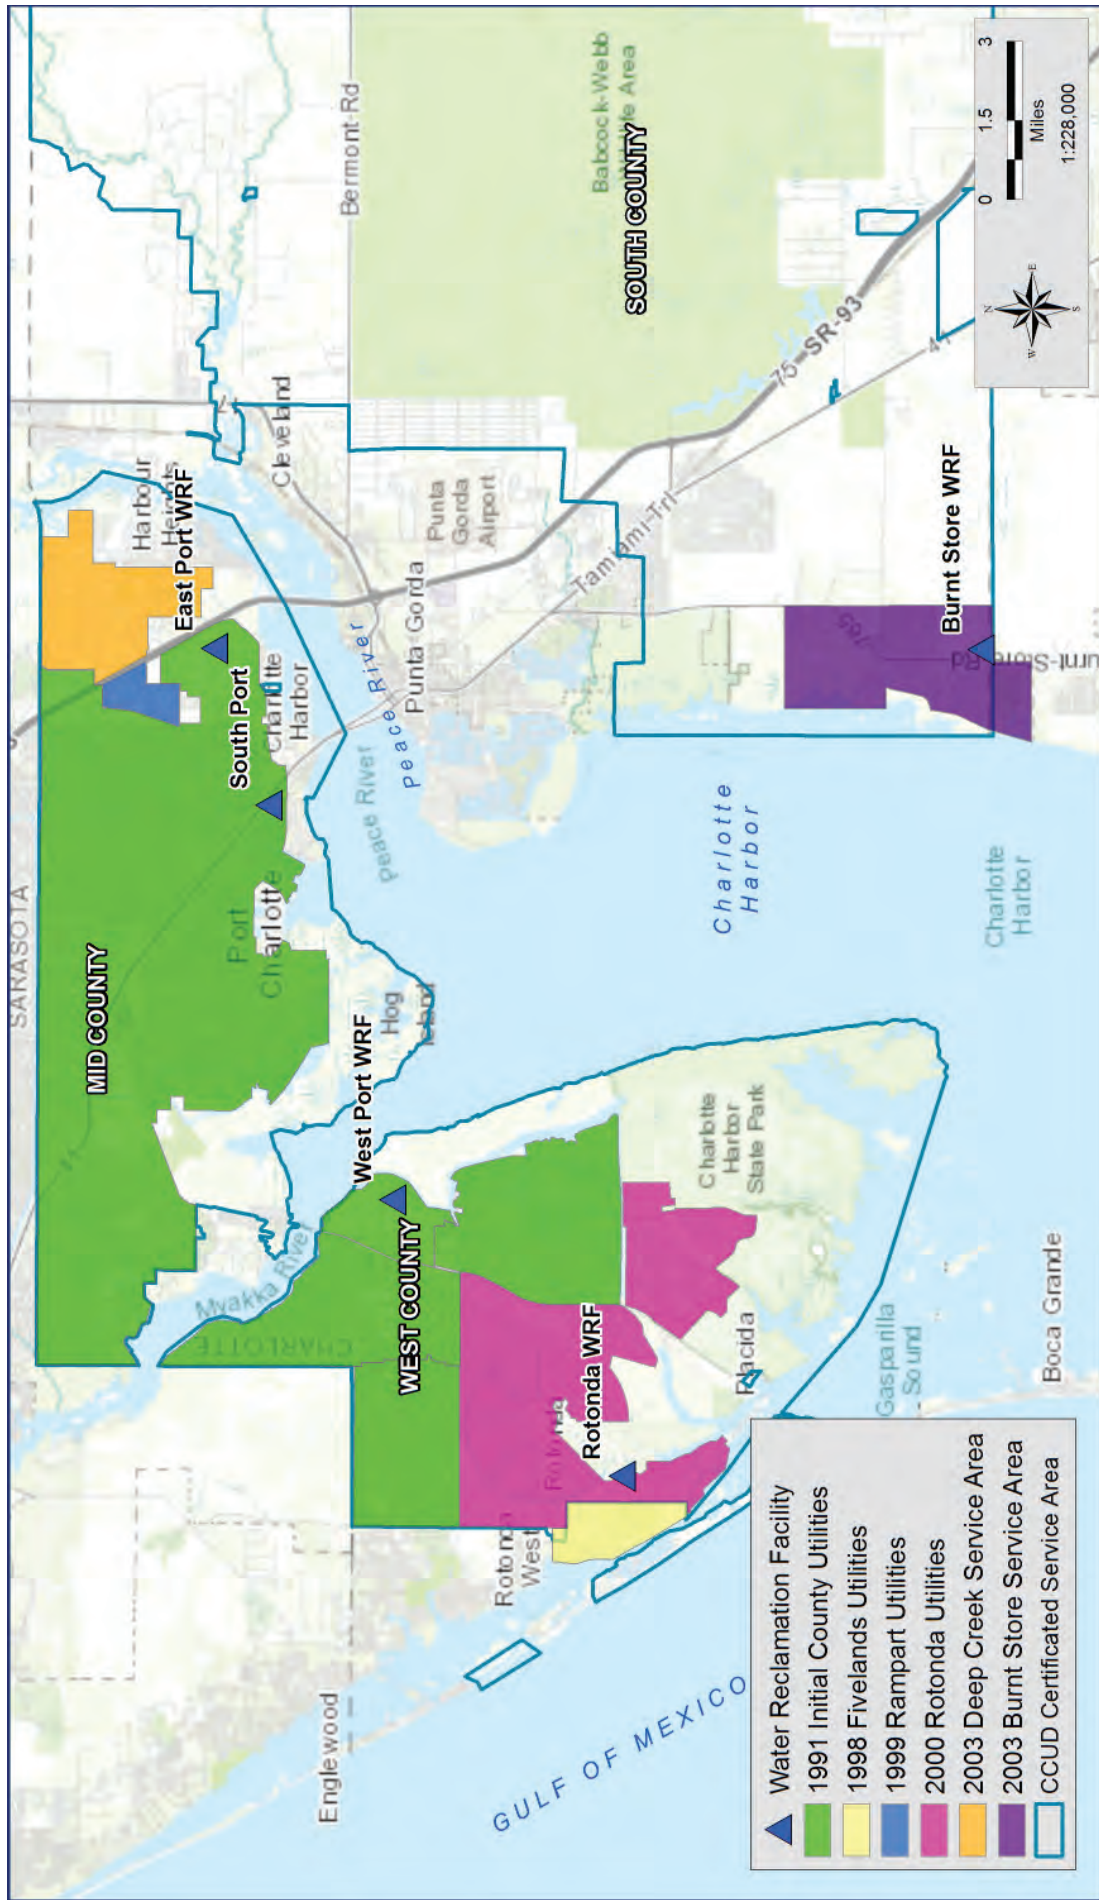 SARASOTA
MID COUNTY
Port
Charlotte
South Port
East Port WRF
Harbour
Heights
Charlotte
Harbor
Cleveland
Bermont-Rd
Peace River
Peace River
Punta Gorda
Punta
Gorda
Airport
Babcock-Webb
SOUTH COUNTY
75
SR-93
41
Tamiami-Trl
765
Burnt Store WRF
Hog
Island
West Port WRF
Myakka River
CHARLOTTE
WEST COUNTY
Charlotte
Harbor
Charlotte
Harbor
Charlotte
Harbor
State Park
Rotonda WRF
Rotonda
Rotonda
West
Placida
Gasparilla
Sound
Boca Grande
Englewood
GULF OF MEXICO
Water Reclamation Facility
1991 Initial County Utilities
1998 Fivelands Utilities
1999 Rampart Utilities
2000 Rotonda Utilities
2003 Deep Creek Service Area
2003 Burnt Store Service Area
CCUD Certificated Service Area
N
W
E
S
0 1.5 3
Miles
1:228,000